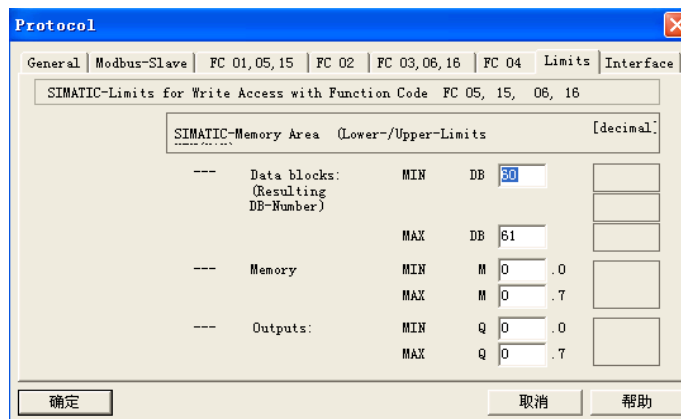 Protocol
General Modbus-Slave FC 01,05,15 FC 02 FC 03,06,16 FC 04 Limits Interface
SIMATIC-Limits for Write Access with Function Code FC 05, 15, 06, 16
SIMATIC-Memory Area (Lower-/Upper-Limits [decimal]
--- Data blocks: MIN DB 60
(Resulting
DB-Number)
MAX DB 61
--- Memory MIN M 0 .0
MAX M 0 .7
--- Outputs: MIN Q 0 .0
MAX Q 0 .7
确定 取消 帮助